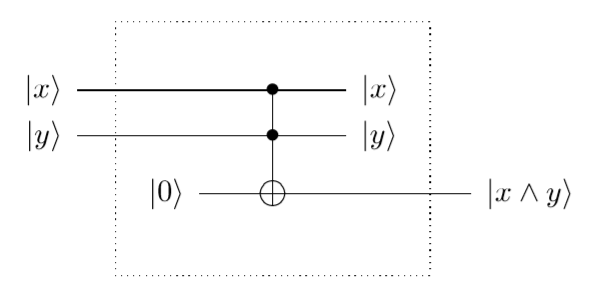 |x⟩ |x⟩
|y⟩ |y⟩
|0⟩ |x ∧ y⟩